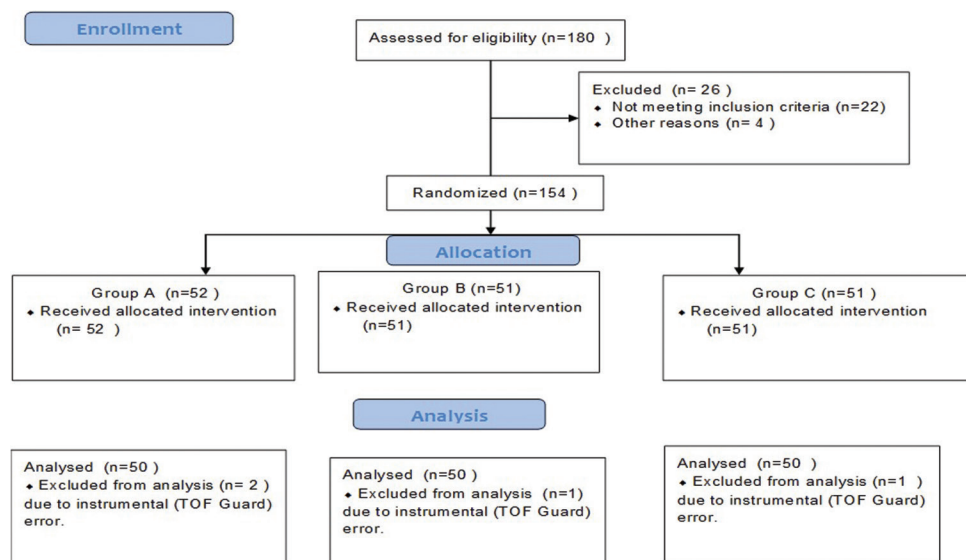 Enrollment
Assessed for eligibility (n=180 )
Excluded (n= 26 )
◆ Not meeting inclusion criteria (n=22)
◆ Other reasons (n= 4 )
Randomized (n=154 )
Allocation
Group A (n=52 )
◆ Received allocated intervention
(n= 52 )
Group B (n=51)
◆ Received allocated intervention
(n=51)
Group C (n=51 )
◆ Received allocated intervention
(n=51)
Analysis
Analysed (n=50 )
◆ Excluded from analysis (n= 2 )
due to instrumental (TOF Guard)
error.
Analysed (n=50 )
◆ Excluded from analysis (n=1)
due to instrumental (TOF Guard)
error.
Analysed (n=50 )
◆ Excluded from analysis (n=1 )
due to instrumental (TOF Guard)
error.